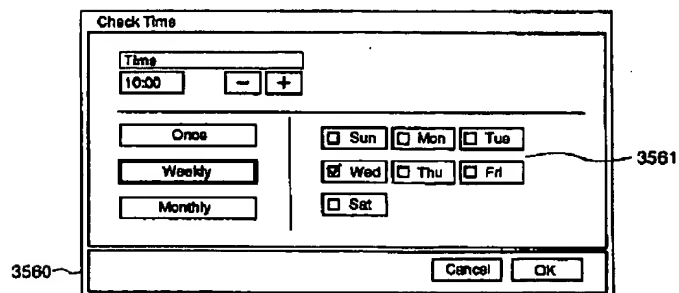 Check Time
Time
10:00 − +
Once
Sun Mon Tue
3561
Weekly
Wed Thu Fri
Monthly
Sat
3560
Cancel OK